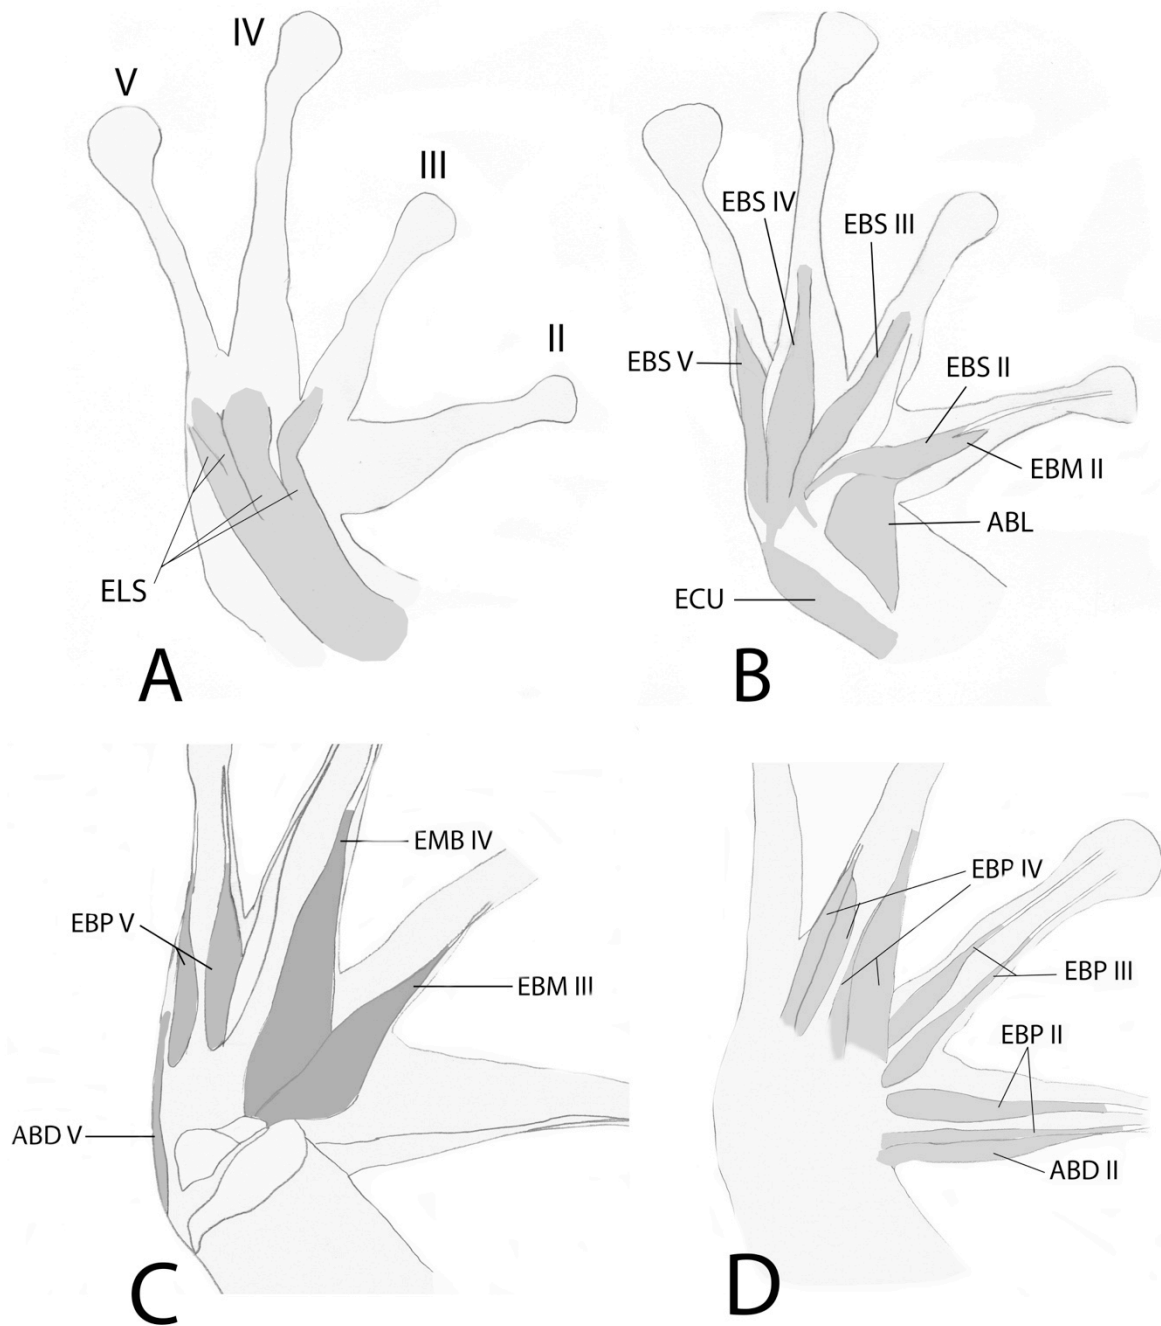 IV
V
III
II
ELS
A
EBS IV
EBS III
EBS V
EBS II
EBM II
ABL
ECU
B
EMB IV
EBP V
EBM III
ABD V
C
EBP IV
EBP III
EBP II
ABD II
D